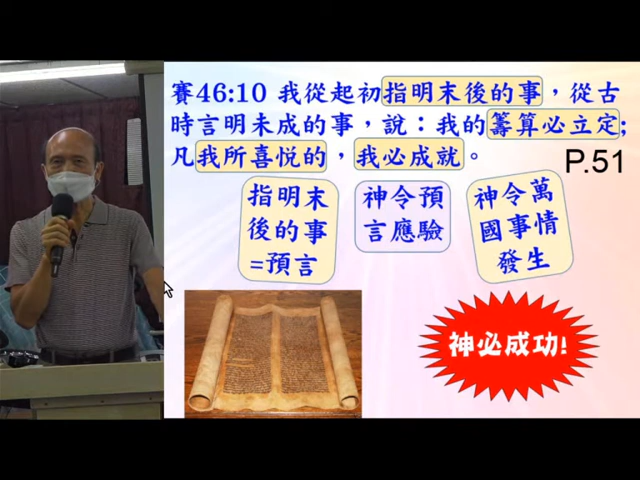 賽46:10 我從起初指明末後的事，從古
時言明未成的事，說：我的籌算必立定;
凡我所喜悅的，我必成就。
P.51
指明末
後的事
=預言
神令預
言應驗
神令萬
國事情
發生
神必成功!